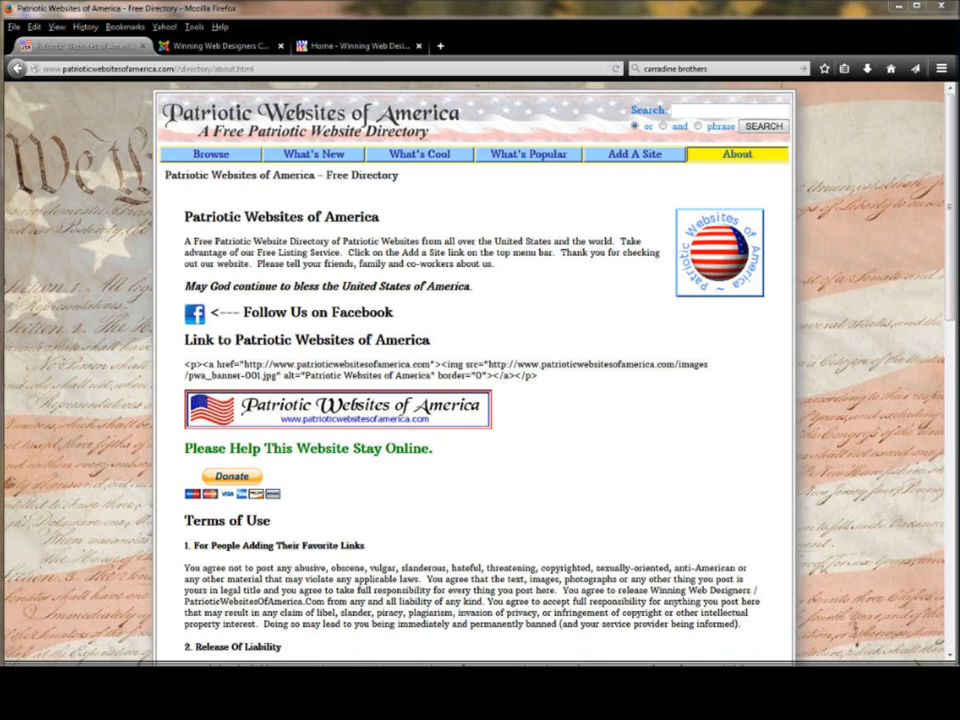 Patriotic Websites of America - Free Directory - Mozilla Firefox
File Edit View History Bookmarks Yahoo! Tools Help
Patriotic Websites of Ameri...
Winning Web Designers C...
Home - Winning Web Desi...
www.patrioticwebsitesofamerica.com//directory/about.html
carradine brothers
Patriotic Websites of America
A Free Patriotic Website Directory
Search:
or and phrase SEARCH
Browse What's New What's Cool What's Popular Add A Site About
Patriotic Websites of America - Free Directory
Patriotic Websites of America
A Free Patriotic Website Directory of Patriotic Websites from all over the United States and the world. Take
advantage of our Free Listing Service. Click on the Add a Site link on the top menu bar. Thank you for checking
out our website. Please tell your friends, family and co-workers about us.
Patriotic Websites of America ~
May God continue to bless the United States of America.
<--- Follow Us on Facebook
Link to Patriotic Websites of America
<p><a href="http://www.patrioticwebsitesofamerica.com"><img src="http://www.patrioticwebsitesofamerica.com/images
/pwa_banner-001.jpg" alt="Patriotic Websites of America" border="0"></a></p>
Patriotic Websites of America
www.patrioticwebsitesofamerica.com
Please Help This Website Stay Online.
Donate
VISA
Terms of Use
1. For People Adding Their Favorite Links
You agree not to post any abusive, obscene, vulgar, slanderous, hateful, threatening, copyrighted, sexually-oriented, anti-American or
any other material that may violate any applicable laws. You agree that the text, images, photographs or any other thing you post is
yours in legal title and you agree to take full responsibility for every thing you post here. You agree to release Winning Web Designers /
PatrioticWebsitesOfAmerica.Com from any and all liability of any kind. You agree to accept full responsibility for anything you post here
that may result in any claim of libel, slander, piracy, plagiarism, invasion of privacy, or infringement of copyright or other intellectual
property interest. Doing so may lead to you being immediately and permanently banned (and your service provider being informed).
2. Release Of Liability